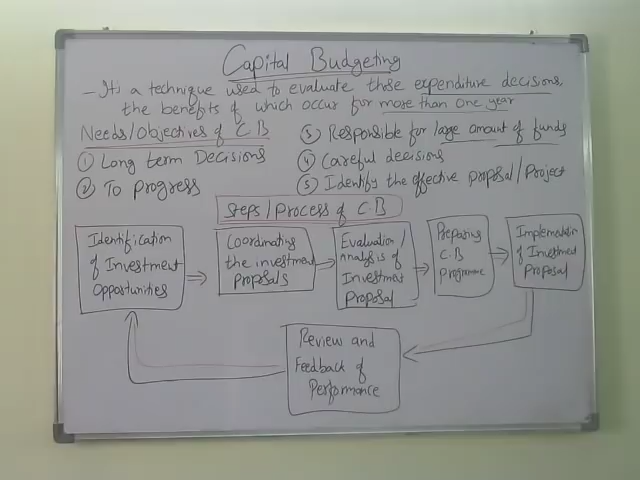 Capital Budgeting
- It's a technique used to evaluate those expenditure decisions,
the benefits of which occur for more than one year
Needs/Objectives of C B
① Long term Decisions
② To Progress
③ Responsible for large amount of funds
④ Careful decisions
⑤ Identify the effective proposal/Project
Steps/Process of C.B
Identification
of Investment
Opportunities
Coordinating
the investment
Proposals
Evaluation/
Analysis of
Investment
Proposal
Preparing
C.B
programme
Implementation
of Investment
Proposal
Review and
Feedback of
Performance